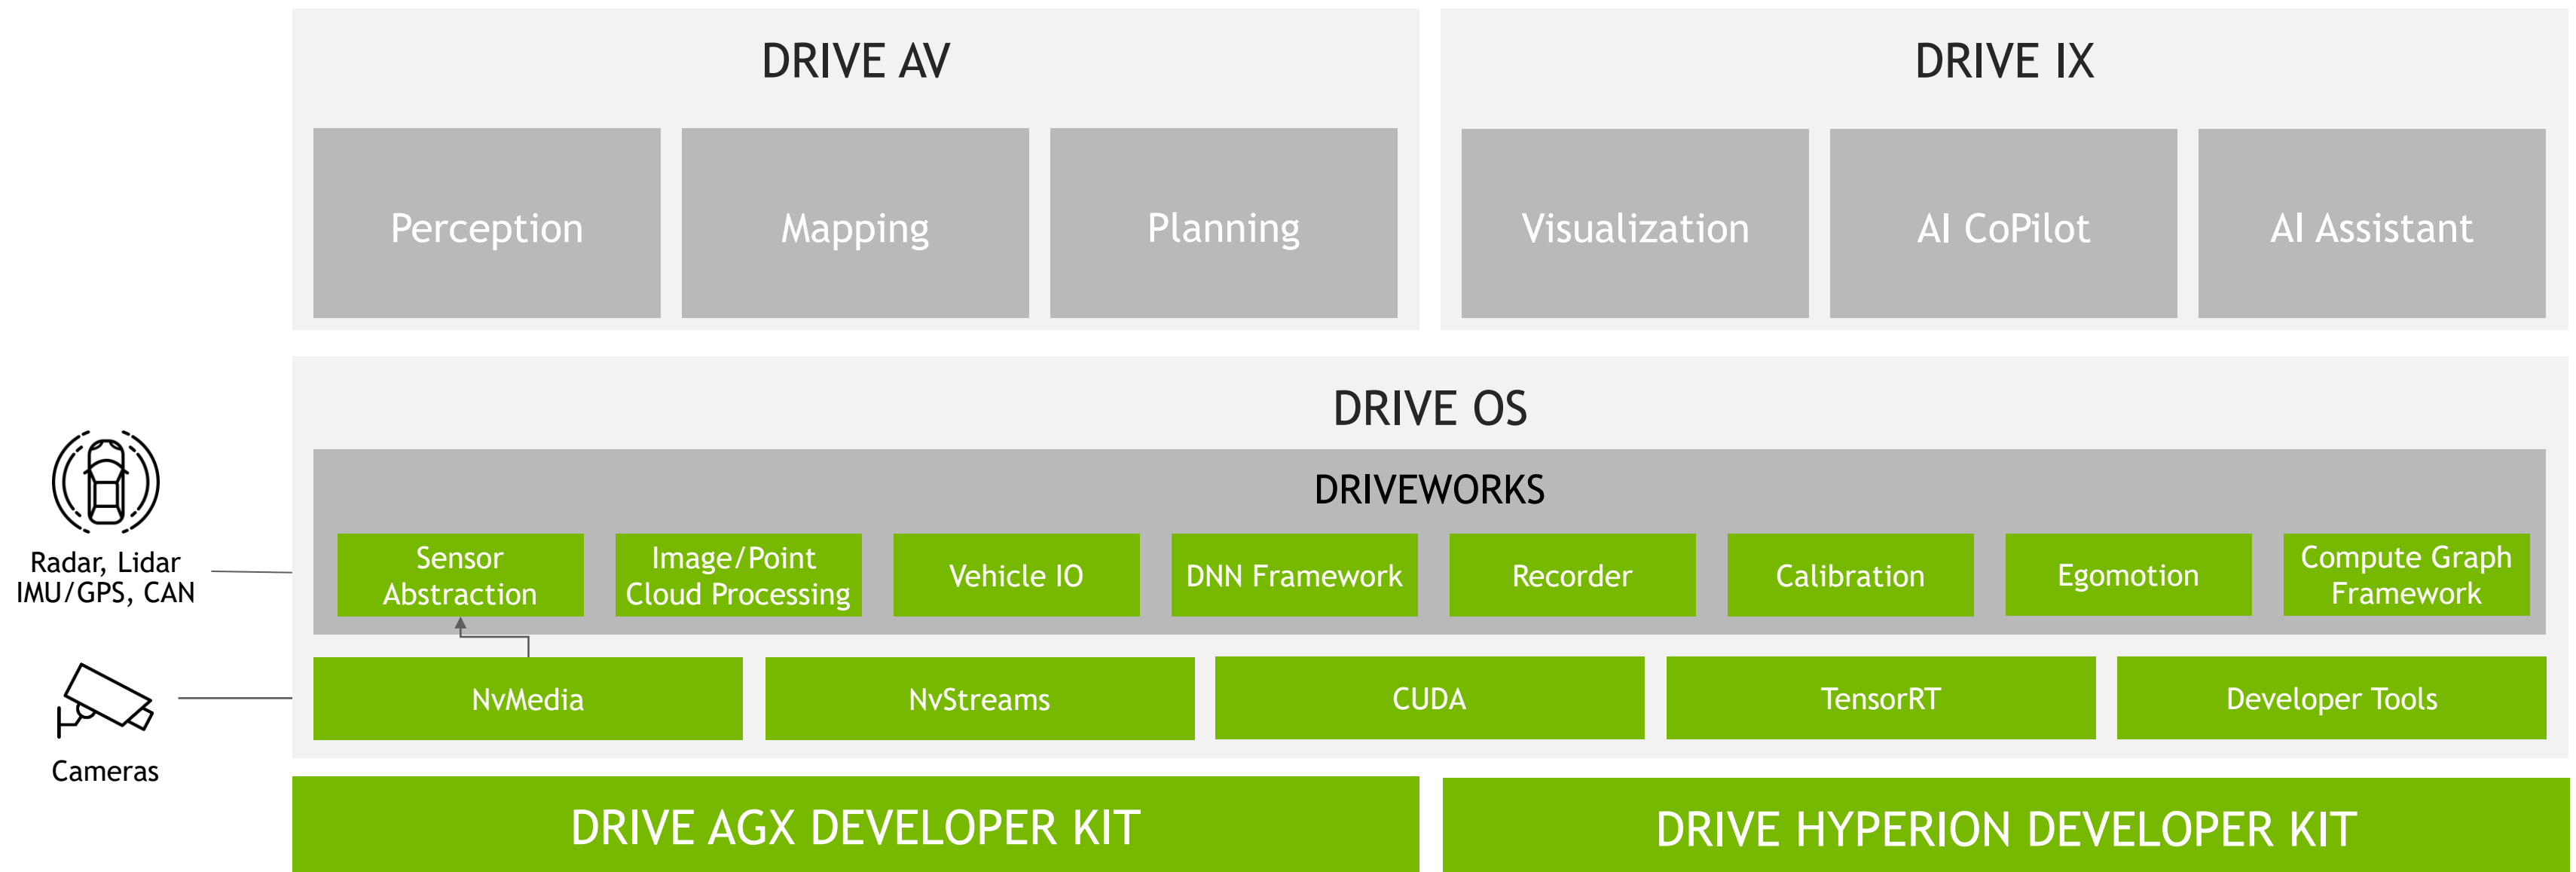 DRIVE AV
Perception
Mapping
Planning
DRIVE IX
Visualization
AI CoPilot
AI Assistant
DRIVE OS
DRIVEWORKS
Sensor
Abstraction
Image/Point
Cloud Processing
Vehicle IO
DNN Framework
Recorder
Calibration
Egomotion
Compute Graph
Framework
Radar, Lidar
IMU/GPS, CAN
Cameras
NvMedia
NvStreams
CUDA
TensorRT
Developer Tools
DRIVE AGX DEVELOPER KIT
DRIVE HYPERION DEVELOPER KIT